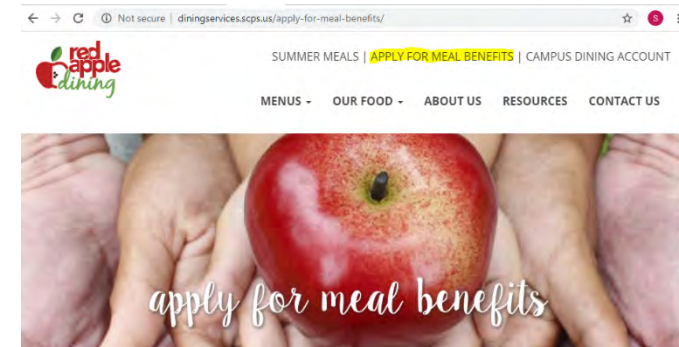 Not secure | diningservices.scps.us/apply-for-meal-benefits/
S
red apple dining
SUMMER MEALS | APPLY FOR MEAL BENEFITS | CAMPUS DINING ACCOUNT
MENUS OUR FOOD ABOUT US RESOURCES CONTACT US
apply for meal benefits